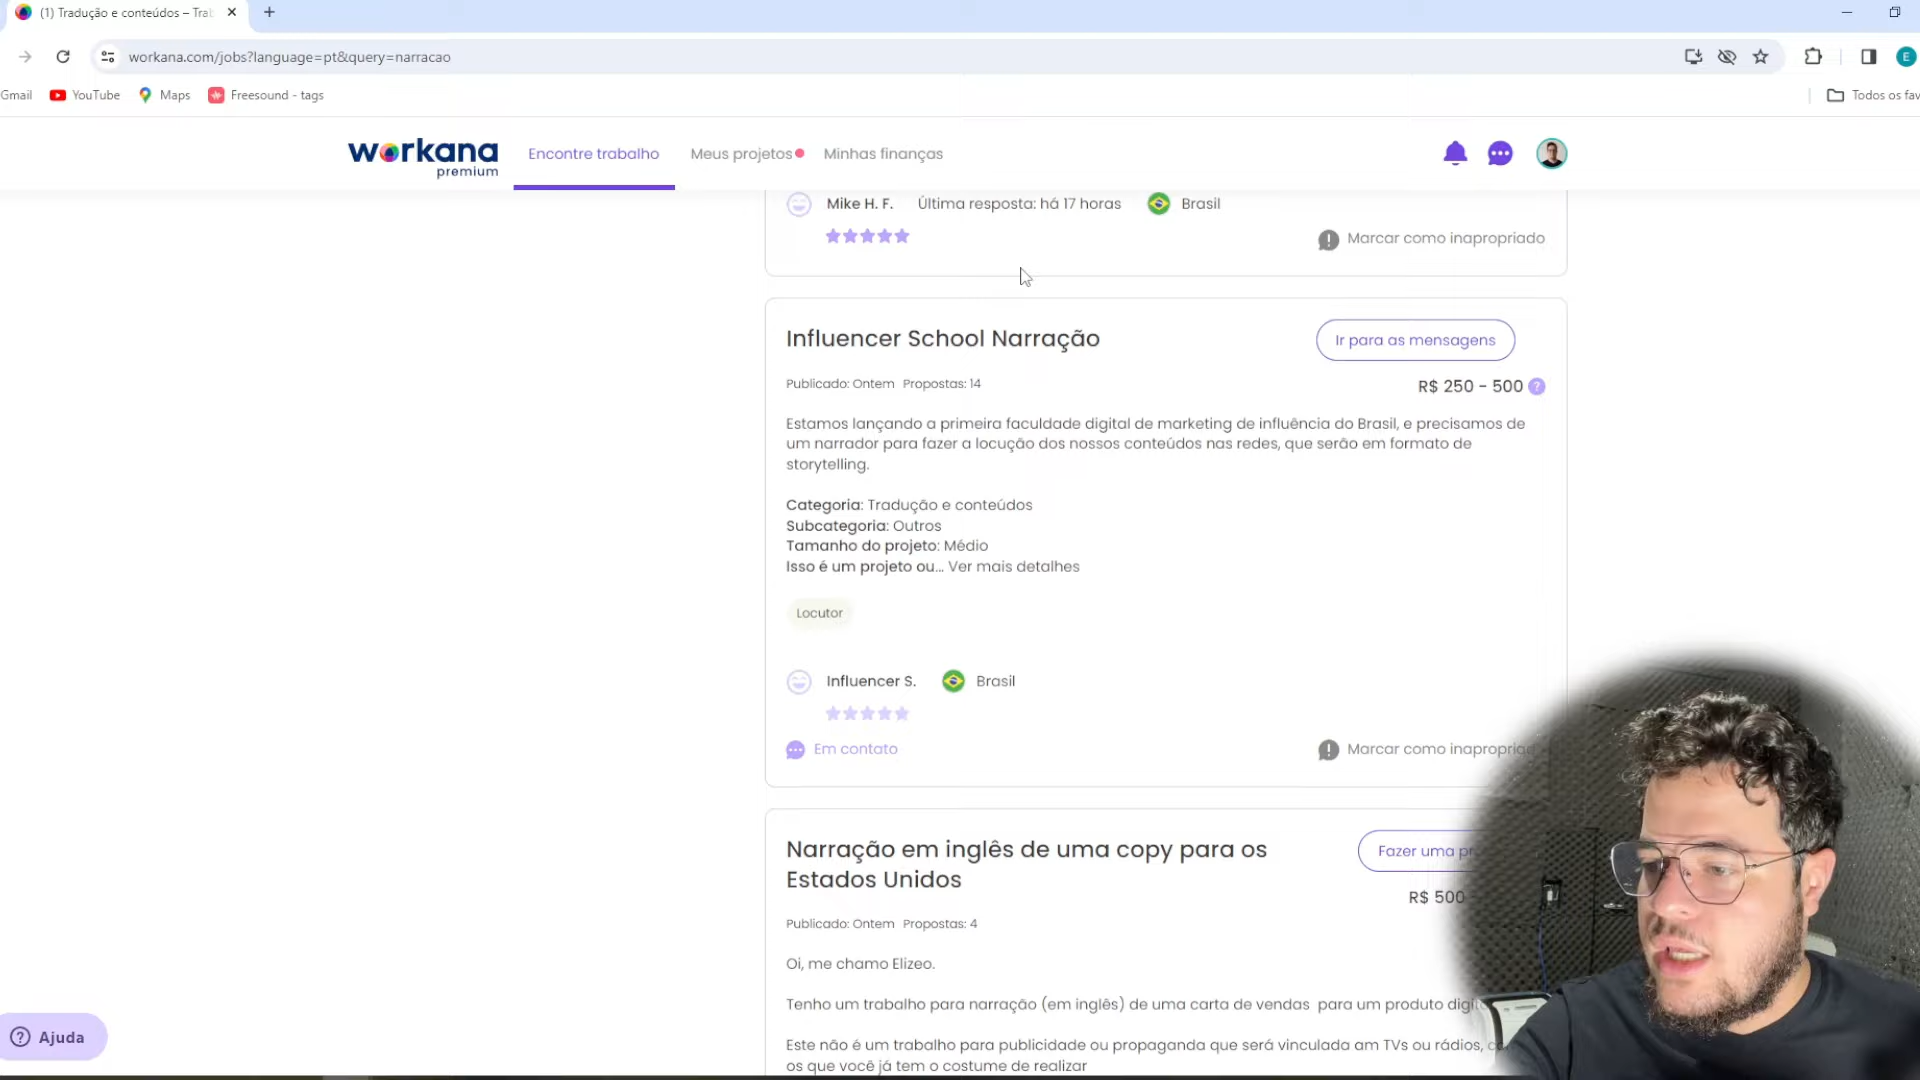 (1) Tradução e conteúdos – Trab
workana.com/jobs?language=pt&query=narracao
E
Gmail
YouTube
Maps
Freesound - tags
Todos os fav
workana
premium
Encontre trabalho
Meus projetos
Minhas finanças
Mike H. F. Última resposta: há 17 horas Brasil
Marcar como inapropriado
Influencer School Narração
Ir para as mensagens
Publicado: Ontem Propostas: 14
R$ 250 - 500 ?
Estamos lançando a primeira faculdade digital de marketing de influência do Brasil, e precisamos de
um narrador para fazer a locução dos nossos conteúdos nas redes, que serão em formato de
storytelling.
Categoria: Tradução e conteúdos
Subcategoria: Outros
Tamanho do projeto: Médio
Isso é um projeto ou... Ver mais detalhes
Locutor
Influencer S. Brasil
Em contato
Marcar como inapropriad
Narração em inglês de uma copy para os
Estados Unidos
Fazer uma pr
R$ 500 -
Publicado: Ontem Propostas: 4
Oi, me chamo Elizeo.
Tenho um trabalho para narração (em inglês) de uma carta de vendas para um produto digit
Este não é um trabalho para publicidade ou propaganda que será vinculada am TVs ou rádios, c
os que você já tem o costume de realizar
? Ajuda